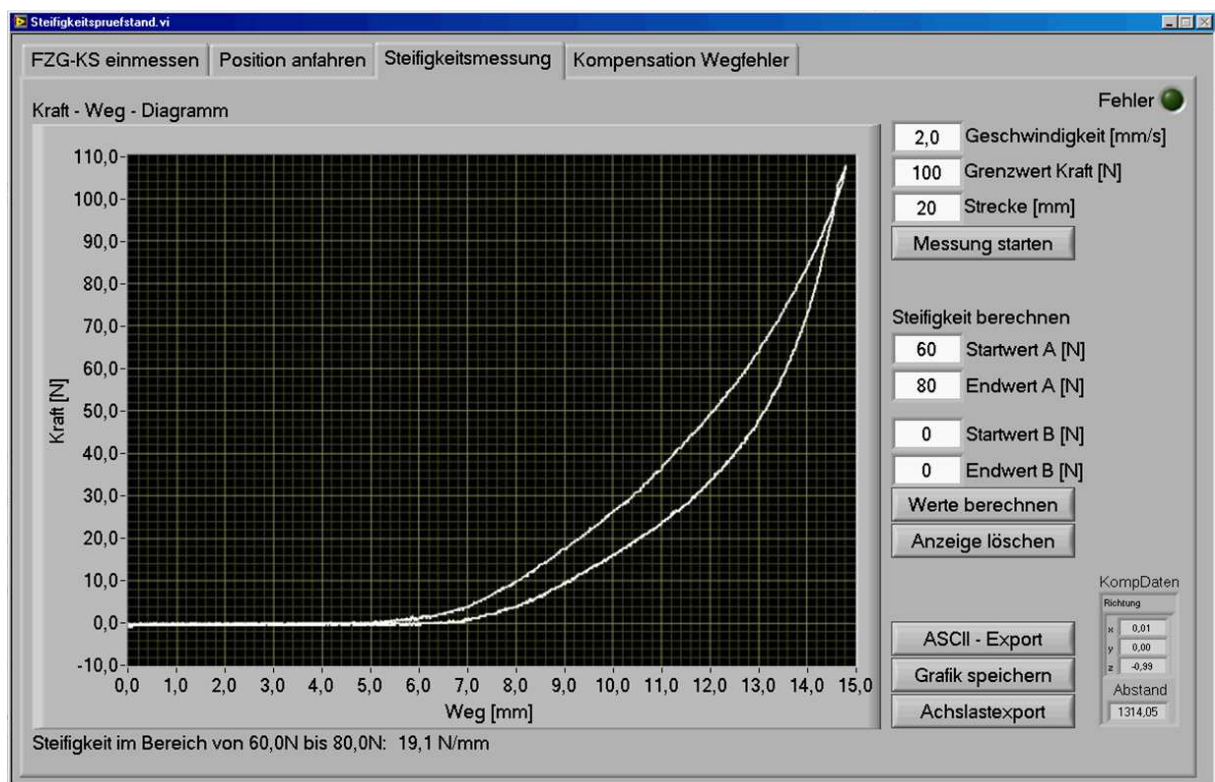 Steifigkeitspruefstand.vi
FZG-KS einmessen
Position anfahren
Steifigkeitsmessung
Kompensation Wegfehler
Kraft - Weg - Diagramm
Fehler
110,0
100,0
90,0
80,0
70,0
60,0
50,0
40,0
30,0
20,0
10,0
0,0
-10,0
Kraft [N]
0,0 1,0 2,0 3,0 4,0 5,0 6,0 7,0 8,0 9,0 10,0 11,0 12,0 13,0 14,0 15,0
Weg [mm]
Steifigkeit im Bereich von 60,0N bis 80,0N: 19,1 N/mm
2,0 Geschwindigkeit [mm/s]
100 Grenzwert Kraft [N]
20 Strecke [mm]
Messung starten
Steifigkeit berechnen
60 Startwert A [N]
80 Endwert A [N]
0 Startwert B [N]
0 Endwert B [N]
Werte berechnen
Anzeige löschen
ASCII - Export
Grafik speichern
Achslastexport
KompDaten
Richtung
x 0,01
y 0,00
z -0,99
Abstand
1314,05